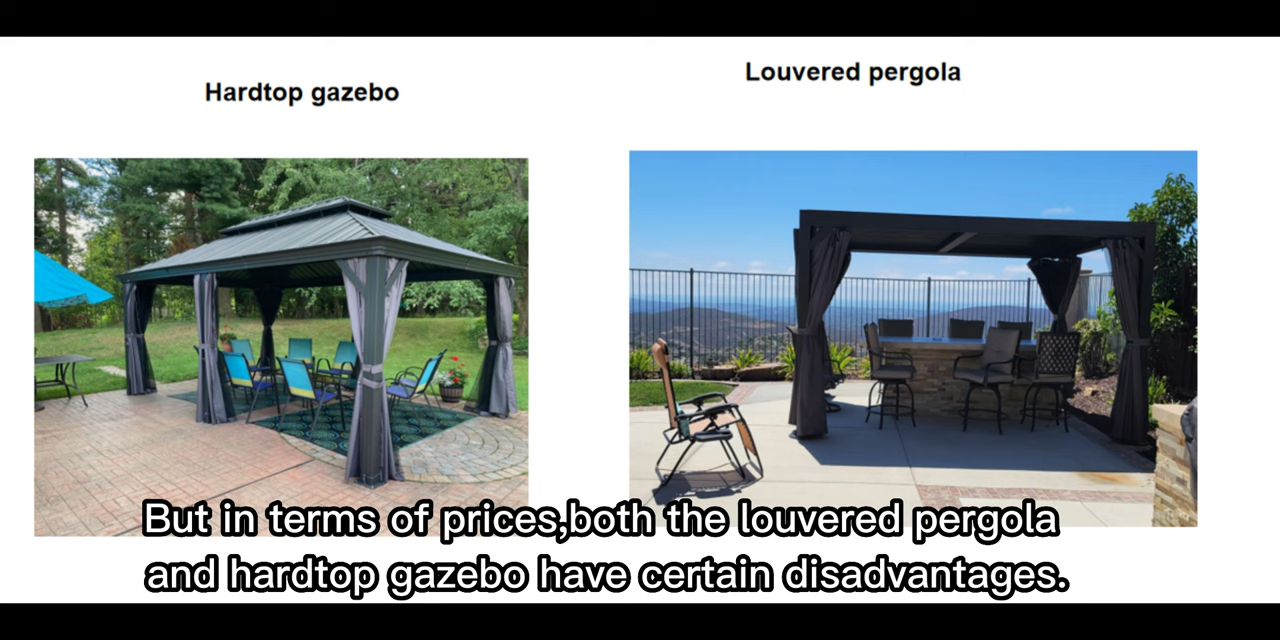 Hardtop gazebo
Louvered pergola
But in terms of prices,both the louvered pergola
and hardtop gazebo have certain disadvantages.